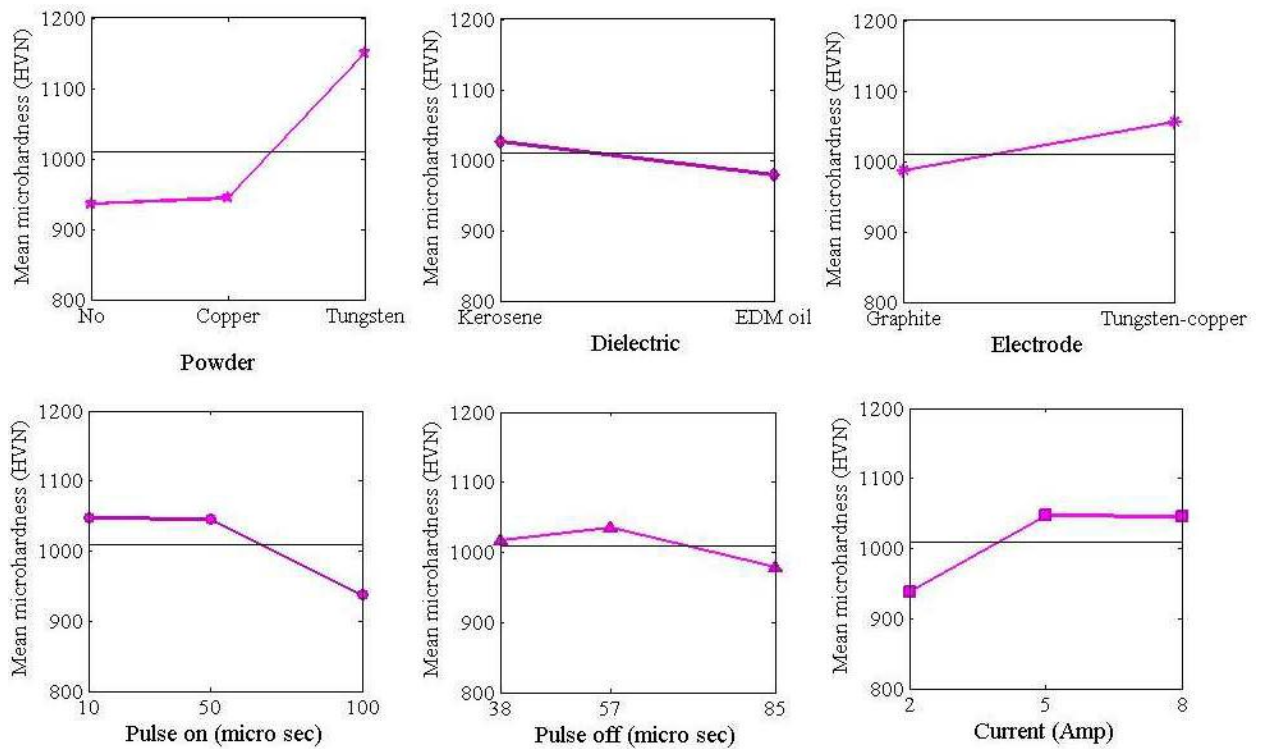 Mean microhardness (HVN)
1200
1100
1000
900
800
No Copper Tungsten
Powder
Mean microhardness (HVN)
1200
1100
1000
900
800
Kerosene EDM oil
Dielectric
Mean microhardness (HVN)
1200
1100
1000
900
800
Graphite Tungsten-copper
Electrode
Mean microhardness (HVN)
1200
1100
1000
900
800
10 50 100
Pulse on (micro sec)
Mean microhardness (HVN)
1200
1100
1000
900
800
38 57 85
Pulse off (micro sec)
Mean microhardness (HVN)
1200
1100
1000
900
800
2 5 8
Current (Amp)